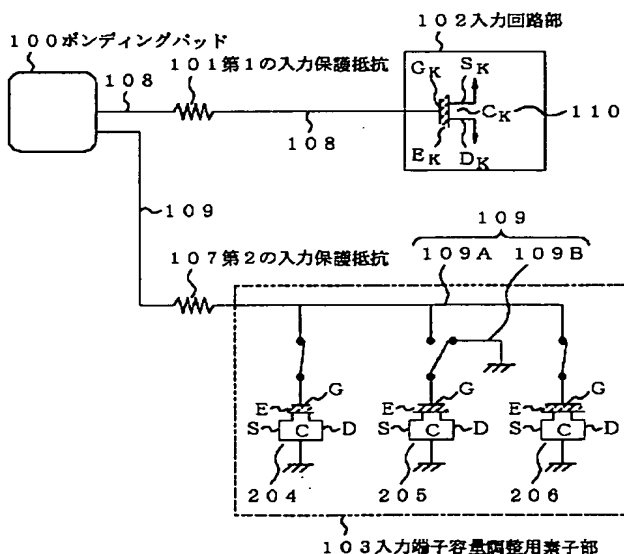 102入力回路部
100ボンディングパッド
101第1の入力保護抵抗
108
GK
SK
CK
110
108
EK
DK
109
109
107第2の入力保護抵抗
109A
109B
G
G
G
E
E
E
S
C
D
S
C
D
S
C
D
204
205
206
103入力端子容量調整用素子部